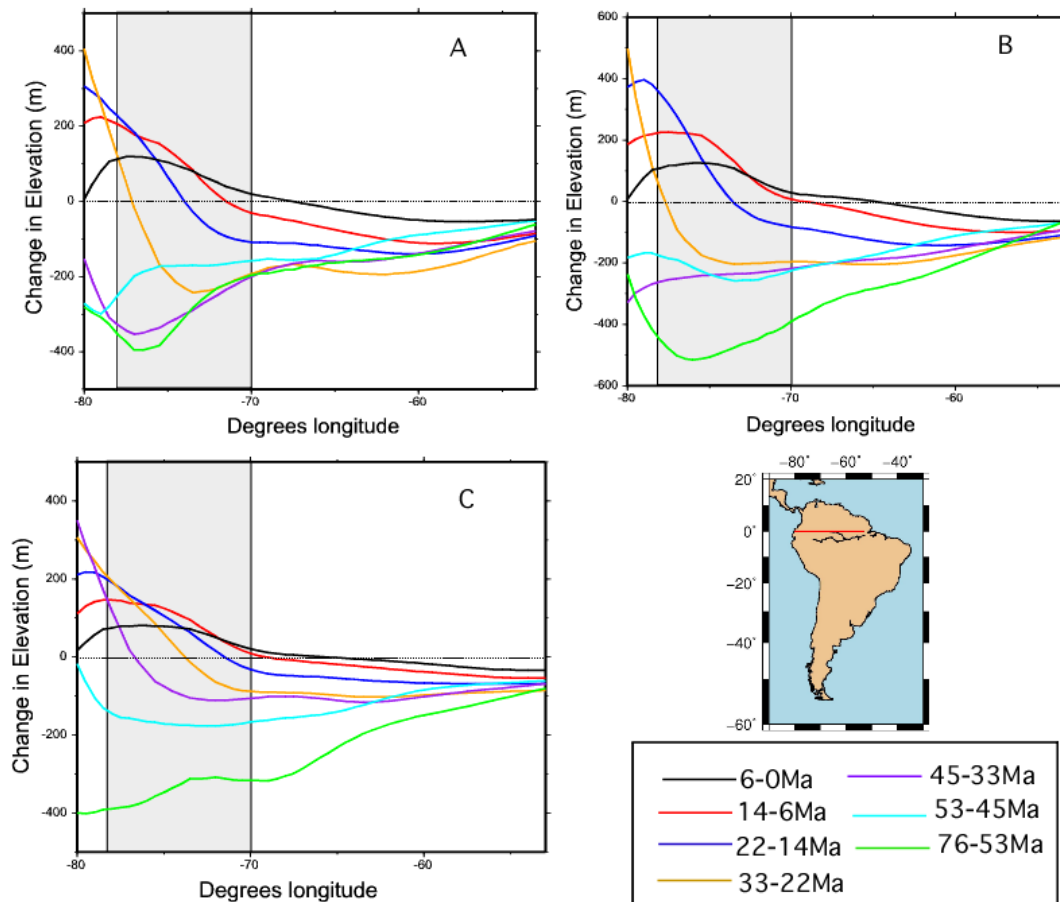 A
Change in Elevation (m)
400
200
0
-200
-400
-80
-70
-60
Degrees longitude
B
Change in Elevation (m)
600
400
200
0
-200
-400
-600
-80
-70
-60
Degrees longitude
C
Change in Elevation (m)
400
200
0
-200
-400
-80
-70
-60
Degrees longitude
−80˚ −60˚ −40˚
20˚
0˚
−20˚
−40˚
−60˚
6-0Ma
14-6Ma
22-14Ma
33-22Ma
45-33Ma
53-45Ma
76-53Ma